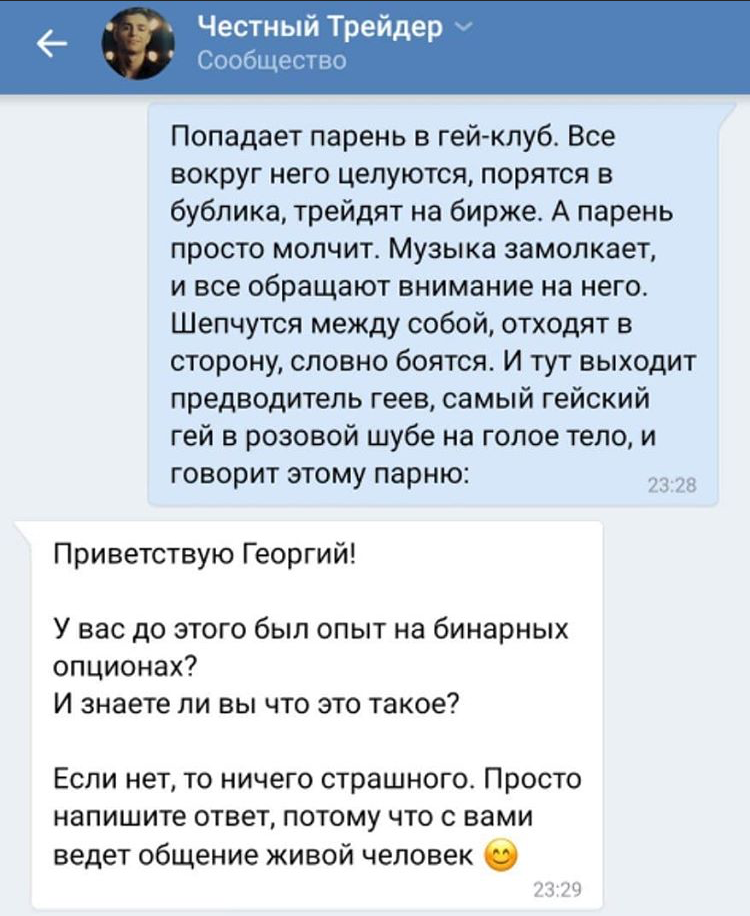 Честный Трейдер
Сообщество
Попадает парень в гей-клуб. Все
вокруг него целуются, порятся в
бублика, трейдят на бирже. А парень
просто молчит. Музыка замолкает,
и все обращают внимание на него.
Шепчутся между собой, отходят в
сторону, словно боятся. И тут выходит
предводитель геев, самый гейский
гей в розовой шубе на голое тело, и
говорит этому парню:
23:28
Приветствую Георгий!
У вас до этого был опыт на бинарных
опционах?
И знаете ли вы что это такое?
Если нет, то ничего страшного. Просто
напишите ответ, потому что с вами
ведет общение живой человек 😊
23:29